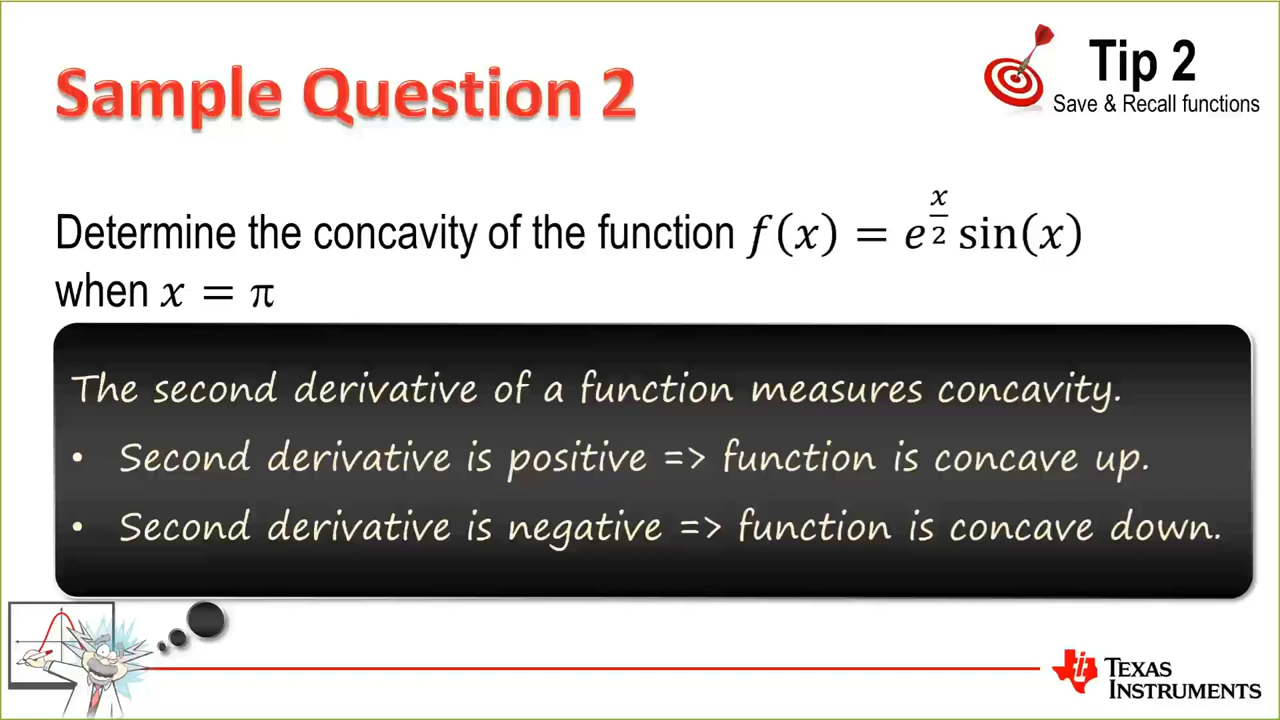 Sample Question 2
Tip 2
Save & Recall functions
Determine the concavity of the function f(x) = e^(x/2) sin(x)
when x = π
The second derivative of a function measures concavity.
• Second derivative is positive => function is concave up.
• Second derivative is negative => function is concave down.
TEXAS
INSTRUMENTS